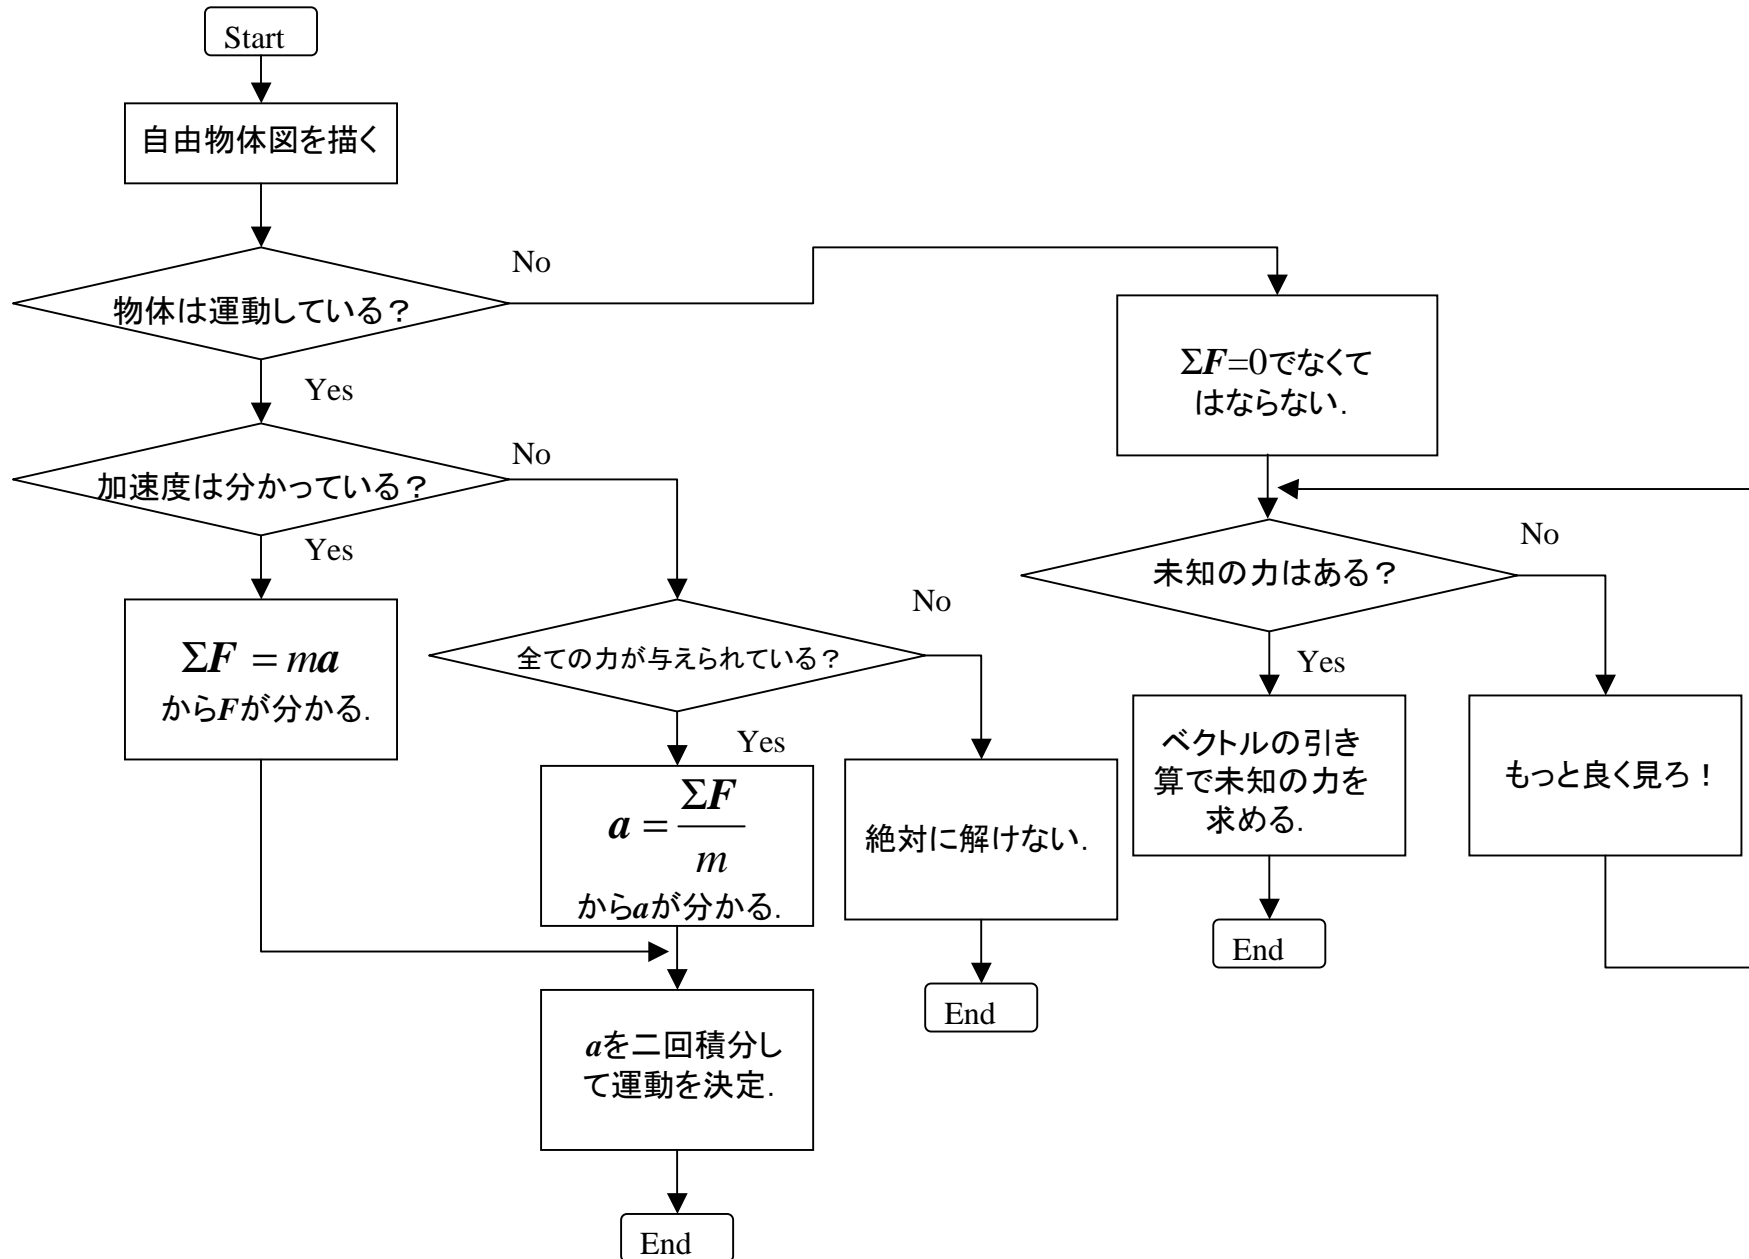 Start
自由物体図を描く
物体は運動している？
No
Yes
ΣF=0でなくて
はならない.
加速度は分かっている？
No
Yes
未知の力はある？
No
Yes
ΣF = ma
からFが分かる.
全ての力が与えられている？
No
Yes
a = ΣF/m
からaが分かる.
絶対に解けない.
ベクトルの引き
算で未知の力を
求める.
もっと良く見ろ！
End
End
aを二回積分し
て運動を決定.
End